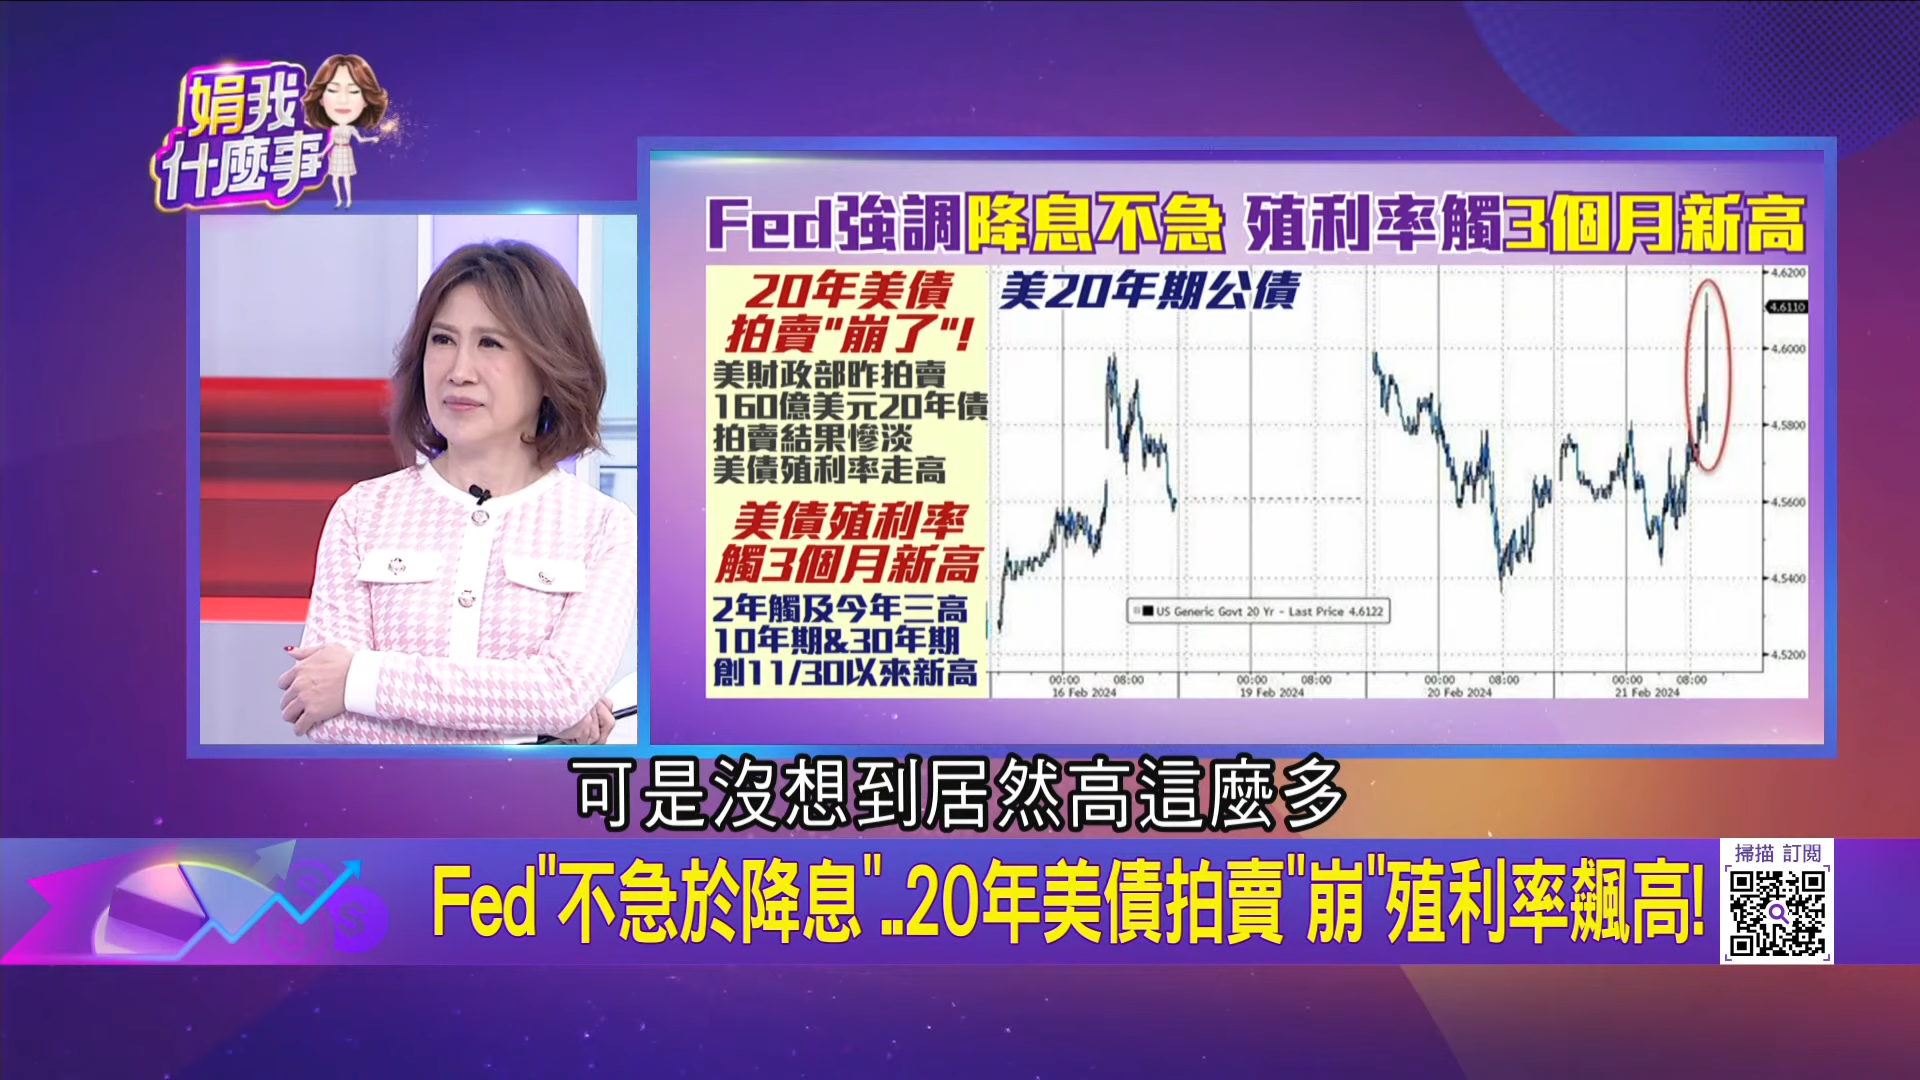 娟我
什麼事
Fed強調降息不急 殖利率觸3個月新高
20年美債
拍賣"崩了"!
美財政部昨拍賣
160億美元20年債
拍賣結果慘淡
美債殖利率走高
美債殖利率
觸3個月新高
2年觸及今年三高
10年期&30年期
創11/30以來新高
美20年期公債
4.6200
4.6110
4.6000
4.5800
4.5600
4.5400
4.5200
US Generic Govt 20 Yr - Last Price 4.6122
00:00 08:00 00:00 08:00 00:00 08:00 00:00 08:00
16 Feb 2024 19 Feb 2024 20 Feb 2024 21 Feb 2024
可是沒想到居然高這麼多
Fed"不急於降息"..20年美債拍賣"崩"殖利率飆高!
掃描 訂閱